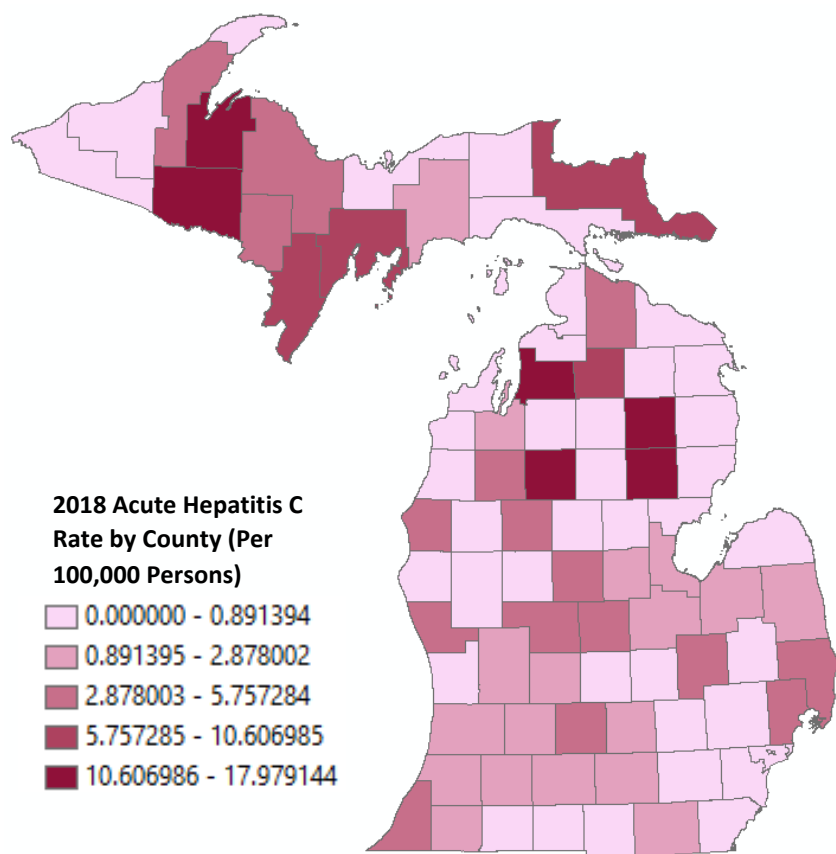 2018 Acute Hepatitis C
Rate by County (Per
100,000 Persons)
0.000000 - 0.891394
0.891395 - 2.878002
2.878003 - 5.757284
5.757285 - 10.606985
10.606986 - 17.979144